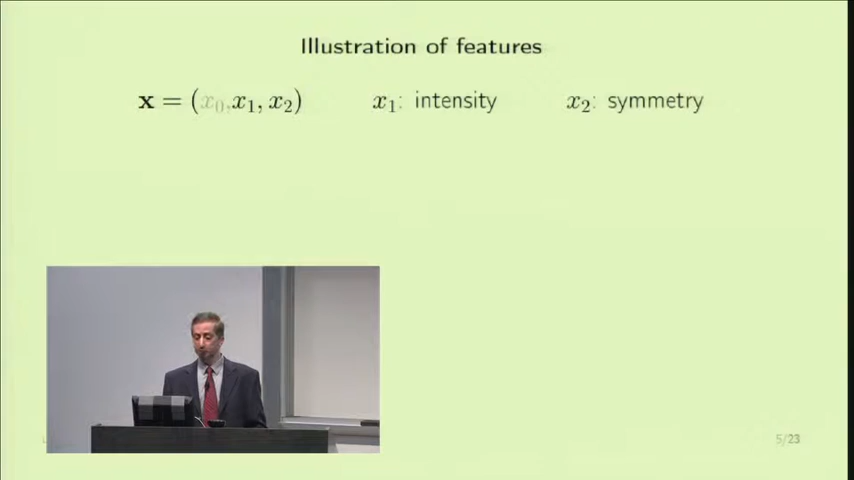 Illustration of features
x = (x₀, x₁, x₂) x₁: intensity x₂: symmetry
5/23